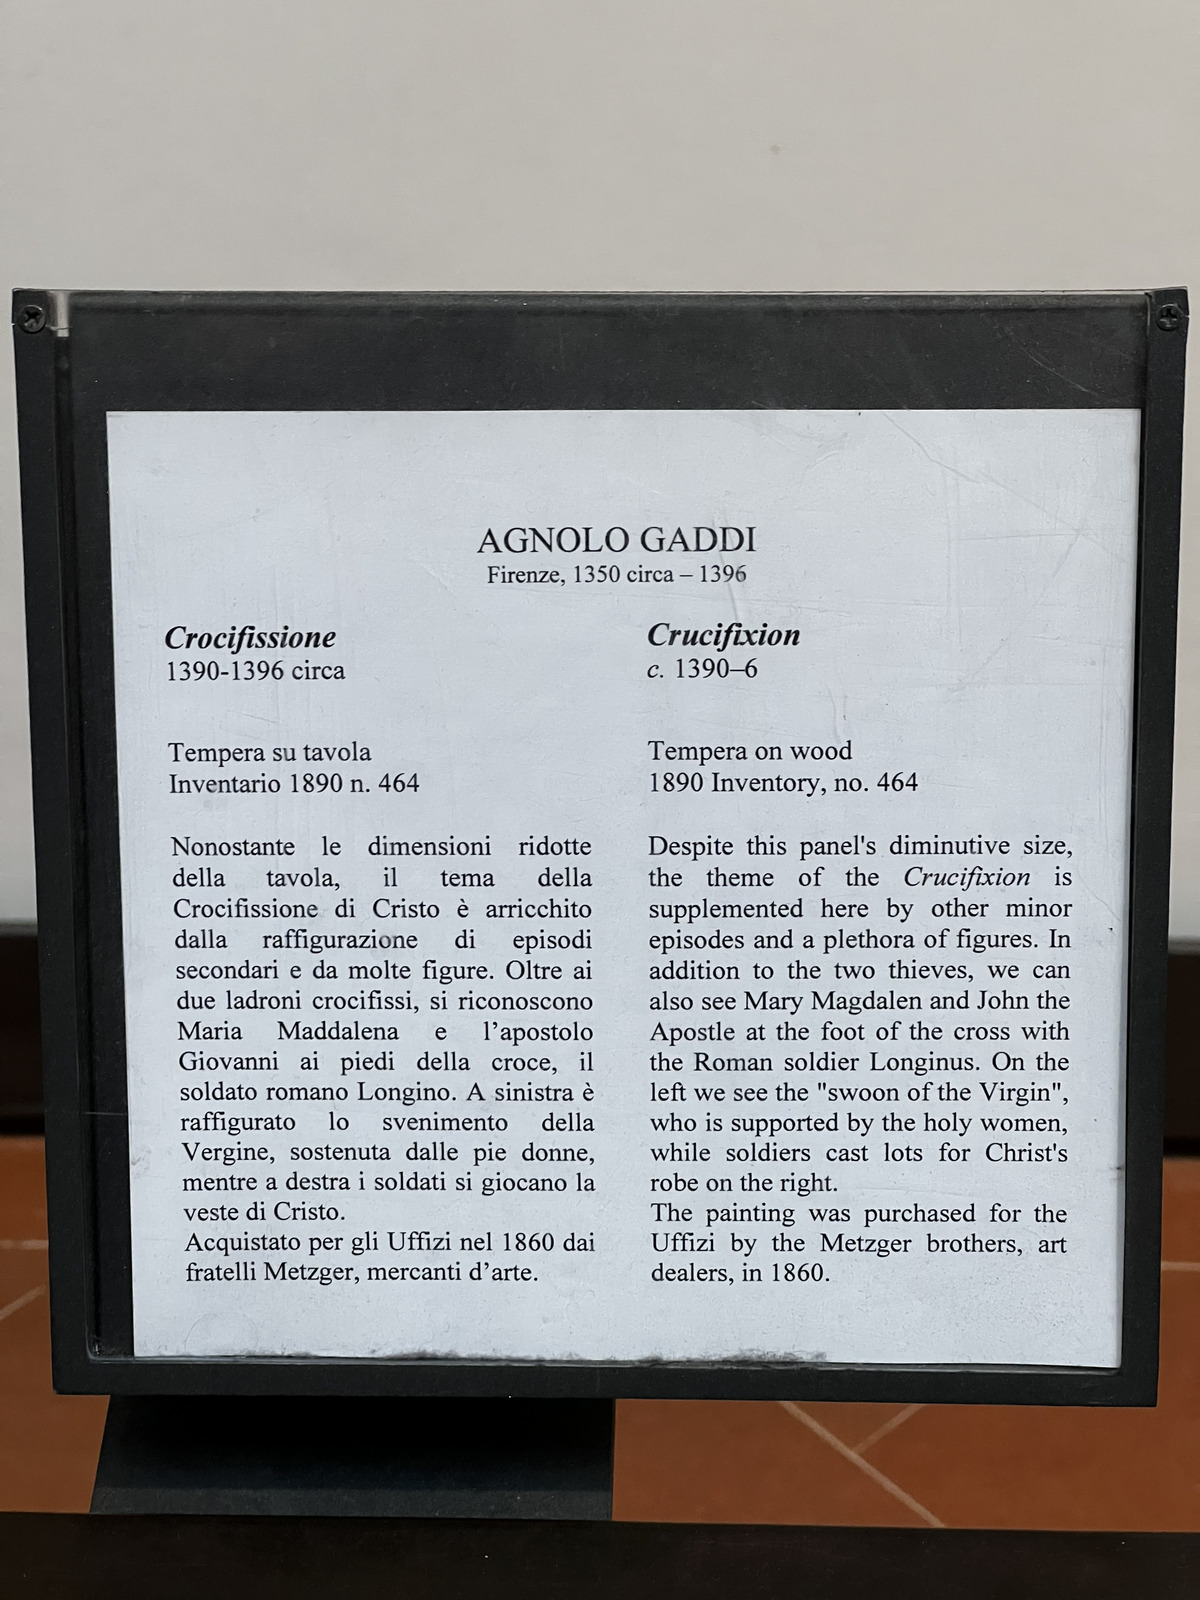 AGNOLO GADDI
Firenze, 1350 circa – 1396
Crocifissione
1390-1396 circa
Tempera su tavola
Inventario 1890 n. 464
Nonostante le dimensioni ridotte
della tavola, il tema della
Crocifissione di Cristo è arricchito
dalla raffigurazione di episodi
secondari e da molte figure. Oltre ai
due ladroni crocifissi, si riconoscono
Maria Maddalena e l’apostolo
Giovanni ai piedi della croce, il
soldato romano Longino. A sinistra è
raffigurato lo svenimento della
Vergine, sostenuta dalle pie donne,
mentre a destra i soldati si giocano la
veste di Cristo.
Acquistato per gli Uffizi nel 1860 dai
fratelli Metzger, mercanti d’arte.
Crucifixion
c. 1390–6
Tempera on wood
1890 Inventory, no. 464
Despite this panel's diminutive size,
the theme of the Crucifixion is
supplemented here by other minor
episodes and a plethora of figures. In
addition to the two thieves, we can
also see Mary Magdalen and John the
Apostle at the foot of the cross with
the Roman soldier Longinus. On the
left we see the "swoon of the Virgin",
who is supported by the holy women,
while soldiers cast lots for Christ's
robe on the right.
The painting was purchased for the
Uffizi by the Metzger brothers, art
dealers, in 1860.